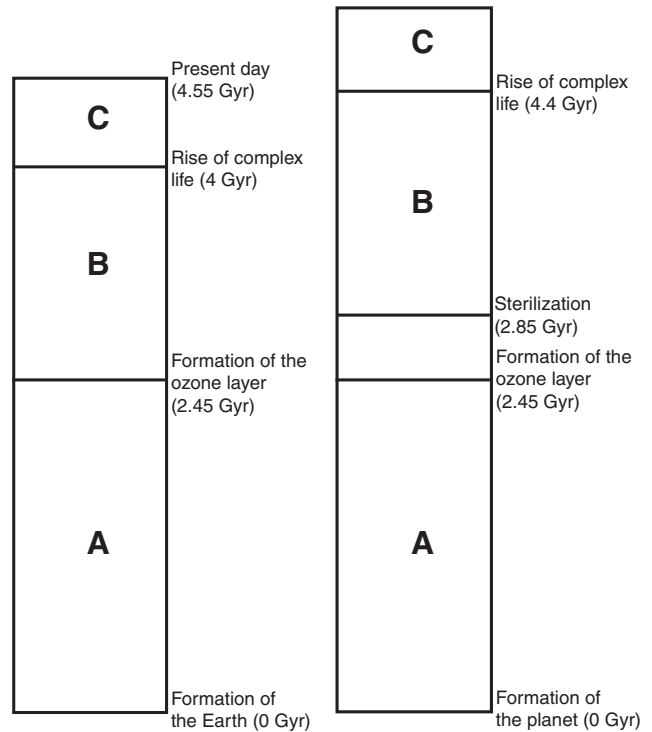 C
Present day
(4.55 Gyr)
Rise of complex
life (4 Gyr)
B
Formation of the
ozone layer
(2.45 Gyr)
A
Formation of
the Earth (0 Gyr)
C
Rise of complex
life (4.4 Gyr)
B
Sterilization
(2.85 Gyr)
Formation of the
ozone layer
(2.45 Gyr)
A
Formation of
the planet (0 Gyr)